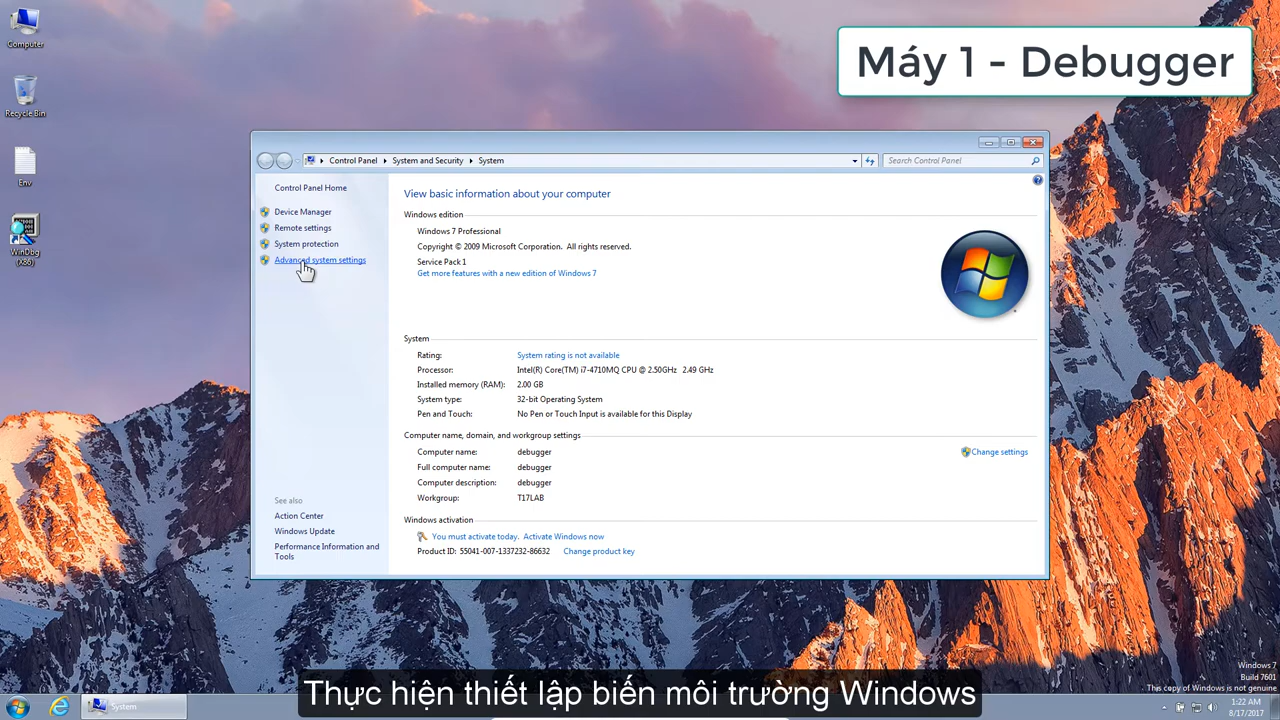 Computer
Recycle Bin
Env
WinDbg
(X86)
Máy 1 - Debugger
Control Panel
System and Security
System
Search Control Panel
Control Panel Home
Device Manager
Remote settings
System protection
Advanced system settings
See also
Action Center
Windows Update
Performance Information and
Tools
View basic information about your computer
Windows edition
Windows 7 Professional
Copyright © 2009 Microsoft Corporation. All rights reserved.
Service Pack 1
Get more features with a new edition of Windows 7
System
Rating: System rating is not available
Processor: Intel(R) Core(TM) i7-4710MQ CPU @ 2.50GHz 2.49 GHz
Installed memory (RAM): 2.00 GB
System type: 32-bit Operating System
Pen and Touch: No Pen or Touch Input is available for this Display
Computer name, domain, and workgroup settings
Computer name: debugger
Change settings
Full computer name: debugger
Computer description: debugger
Workgroup: T17LAB
Windows activation
You must activate today. Activate Windows now
Product ID: 55041-007-1337232-86632 Change product key
Thực hiện thiết lập biến môi trường Windows
Windows 7
Build 7601
This copy of Windows is not genuine
System
1:22 AM
8/17/2017